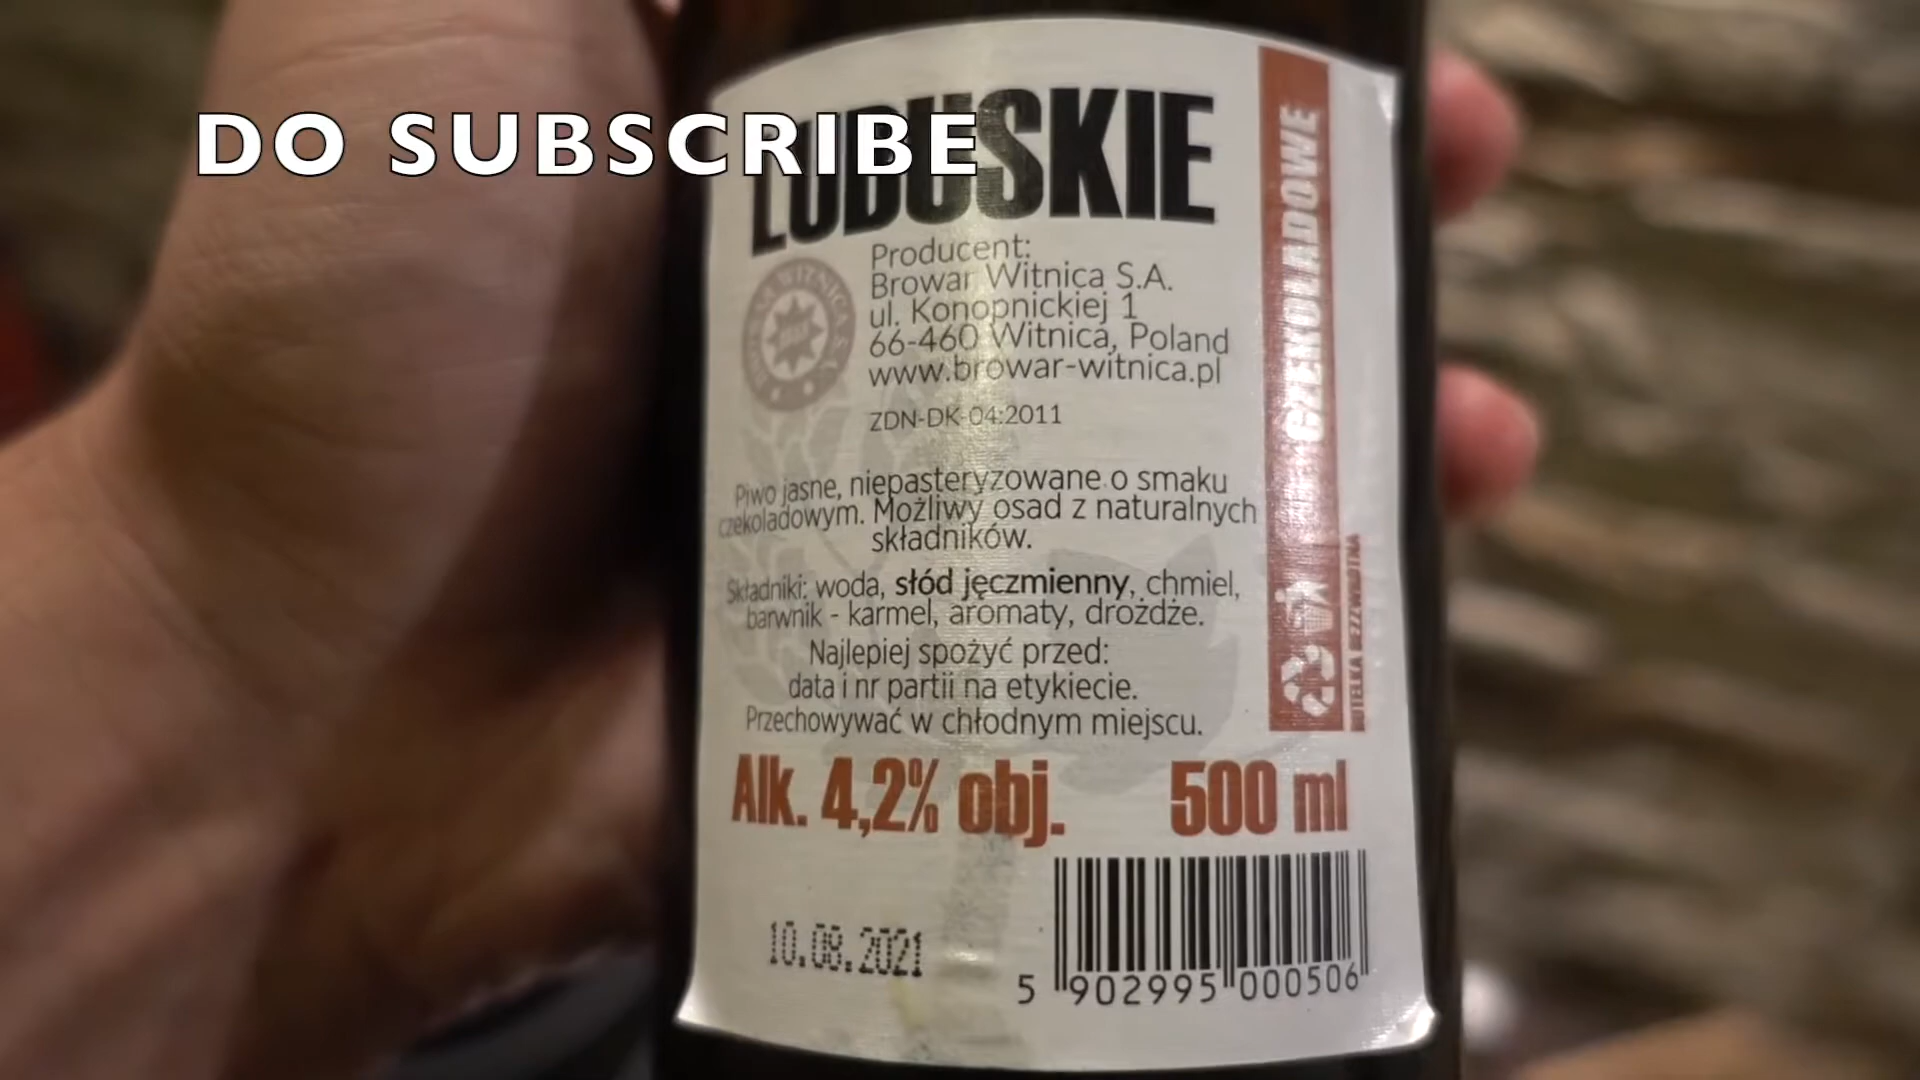 DO SUBSCRIBE
LUBUSKIE
Producent:
Browar Witnica S.A.
ul. Konopnickiej 1
66-460 Witnica, Poland
www.browar-witnica.pl
ZDN-DK-04:2011
Piwo jasne, niepasteryzowane o smaku
czekoladowym. Możliwy osad z naturalnych
składników.
Składniki: woda, słód jęczmienny, chmiel,
barwnik - karmel, aromaty, drożdże.
Najlepiej spożyć przed:
data i nr partii na etykiecie.
Przechowywać w chłodnym miejscu.
Alk. 4,2% obj. 500 ml
10.08.2021
5 902995 000506
CZEKOLADOWE
BUTELKA ZWROTNA